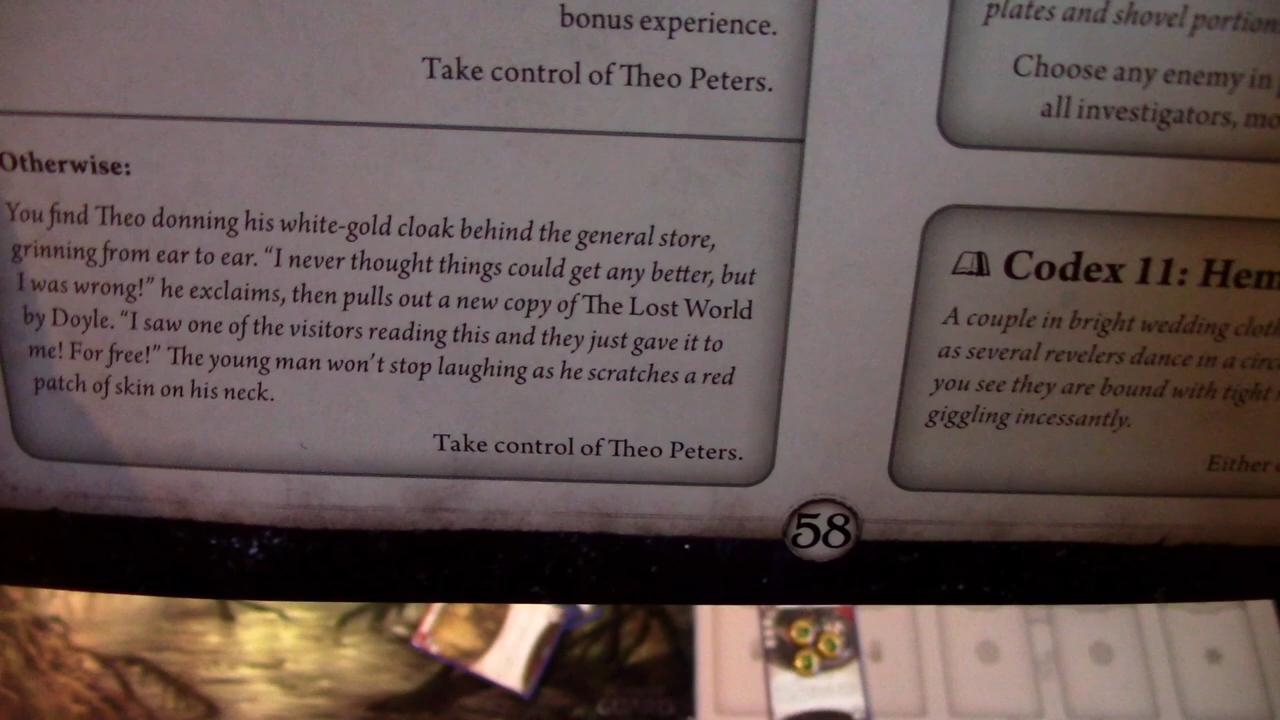 bonus experience.
Take control of Theo Peters.
Otherwise:
You find Theo donning his white-gold cloak behind the general store,
grinning from ear to ear. “I never thought things could get any better, but
I was wrong!” he exclaims, then pulls out a new copy of The Lost World
by Doyle. “I saw one of the visitors reading this and they just gave it to
me! For free!” The young man won’t stop laughing as he scratches a red
patch of skin on his neck.
Take control of Theo Peters.
plates and shovel portion
Choose any enemy in
all investigators, mo
Codex 11: Hem
A couple in bright wedding cloth
as several revelers dance in a circ
you see they are bound with tight
giggling incessantly.
Either
58